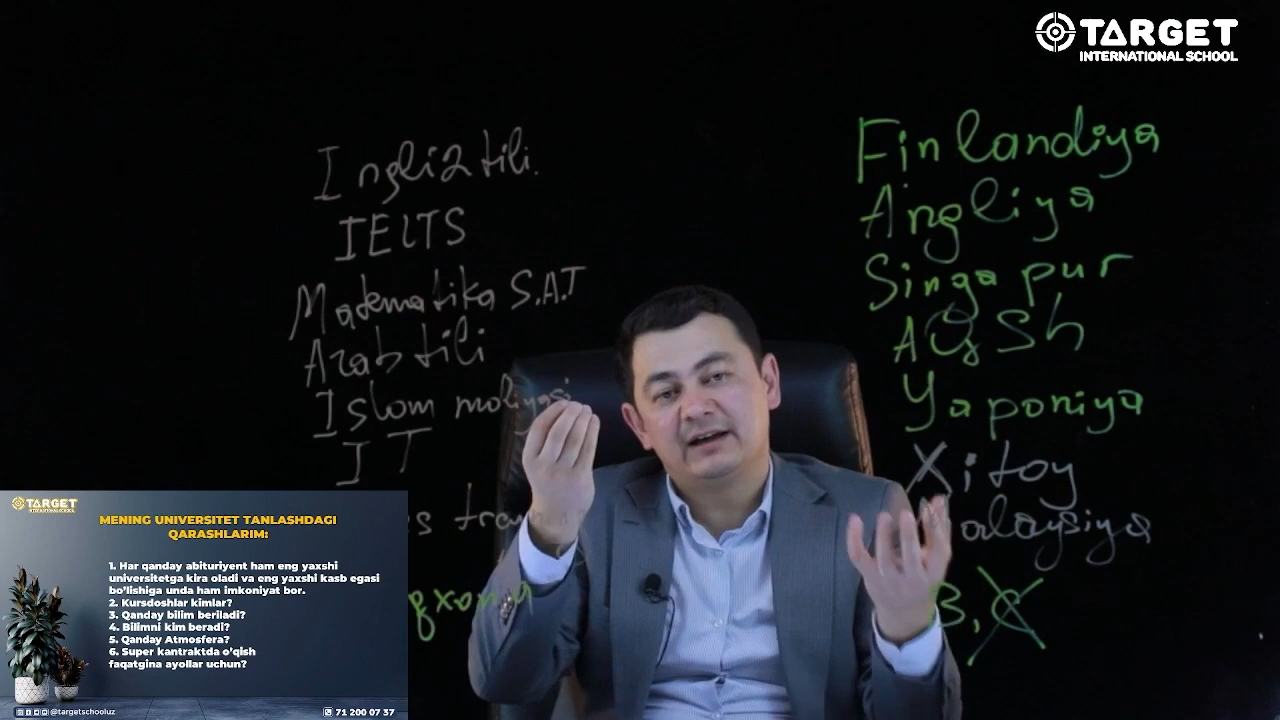 TARGET
INTERNATIONAL SCHOOL
Ingliz tili.
IELTS
Matematika S.A.T
Arab tili
Islom moliyasi
IT
Finlandiya
Angliya
Singapur
AQSh
Yaponiya
Xitoy
B, C
TARGET
INTERNATIONAL SCHOOL
MENING UNIVERSITET TANLASHDAGI
QARASHLARIM:
1. Har qanday abituriyent ham eng yaxshi
universitetga kira oladi va eng yaxshi kasb egasi
bo'lishiga unda ham imkoniyat bor.
2. Kursdoshlar kimlar?
3. Qanday bilim beriladi?
4. Bilimni kim beradi?
5. Qanday Atmosfera?
6. Super kantraktda o'qish
faqatgina ayollar uchun?
@targetschooluz
71 200 07 37